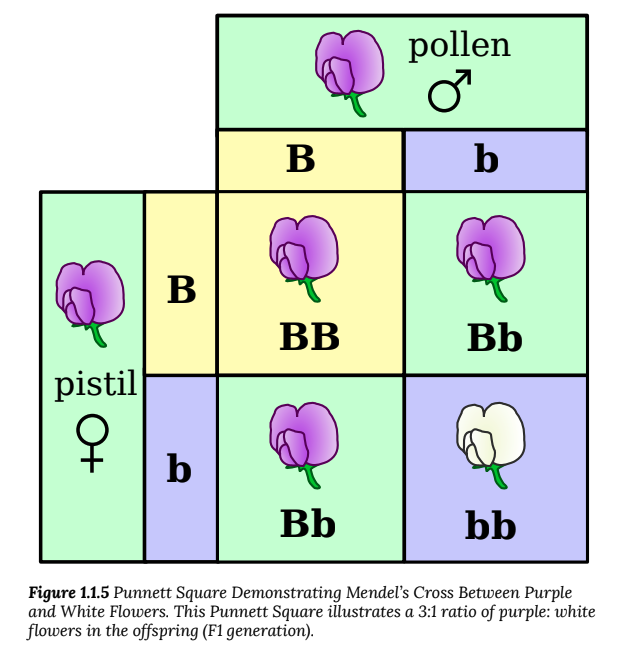 pollen
♂
B b
B
BB Bb
pistil
♀
b
Bb bb
Figure 1.1.5 Punnett Square Demonstrating Mendel's Cross Between Purple
and White Flowers. This Punnett Square illustrates a 3:1 ratio of purple: white
flowers in the offspring (F1 generation).